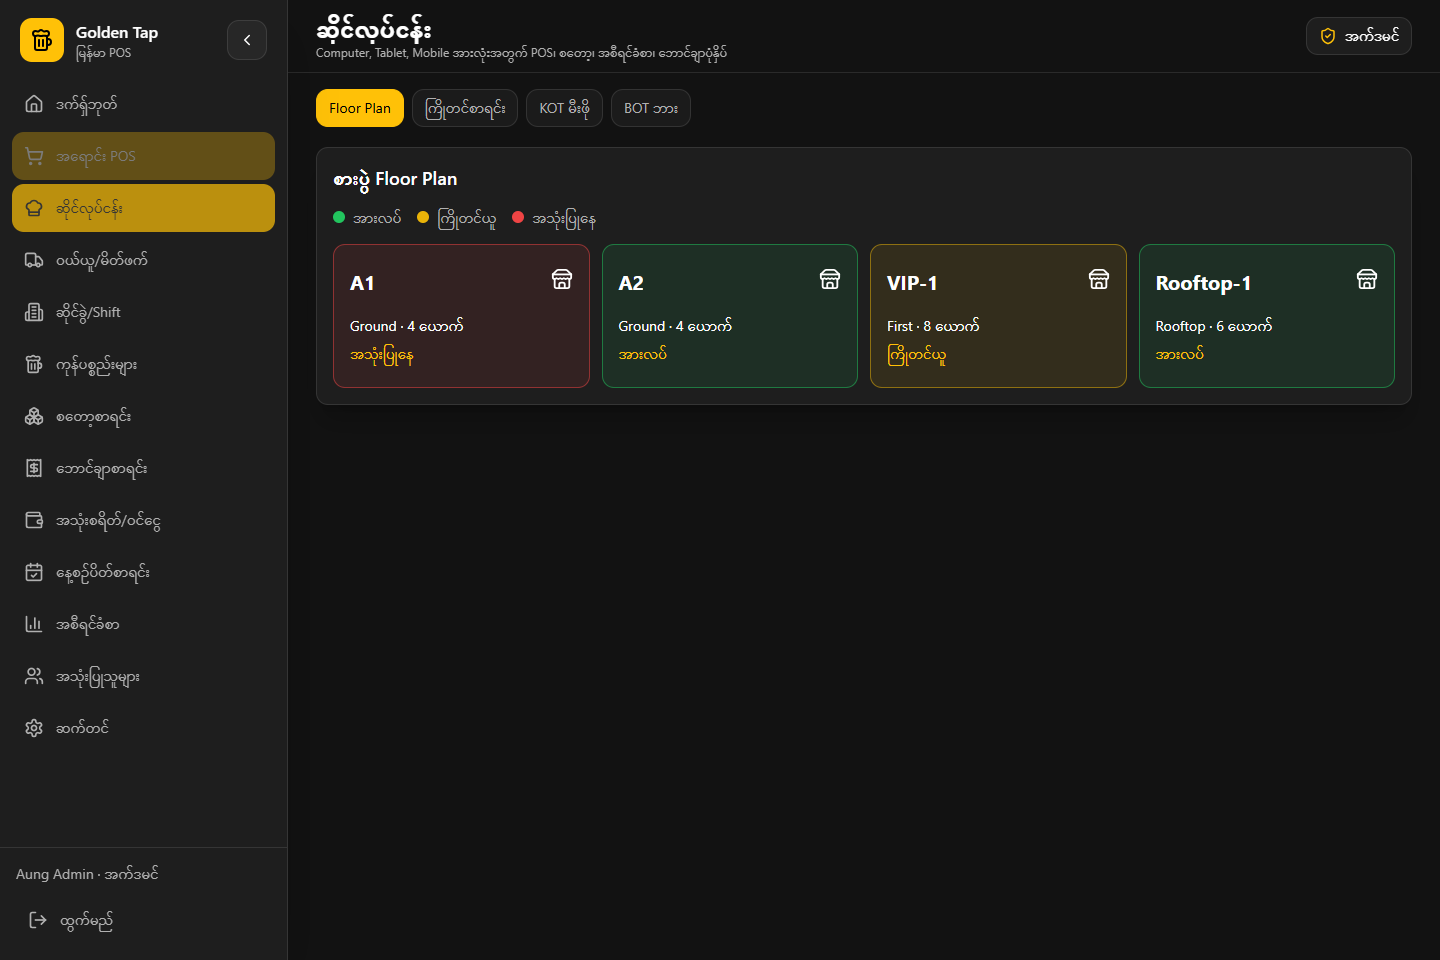 Golden Tap
မြန်မာ POS
ဒက်ရှ်ဘုတ်
အရောင်း POS
ဆိုင်လုပ်ငန်း
ဝယ်ယူ/မိတ်ဖက်
ဆိုင်ခွဲ/Shift
ကုန်ပစ္စည်းများ
စတော့စာရင်း
ဘောင်ချာစာရင်း
အသုံးစရိတ်/ဝင်ငွေ
နေ့စဉ်ပိတ်စာရင်း
အစီရင်ခံစာ
အသုံးပြုသူများ
ဆက်တင်
Aung Admin · အက်ဒမင်
ထွက်မည်
ဆိုင်လုပ်ငန်း
Computer, Tablet, Mobile အားလုံးအတွက် POS၊ စတော့၊ အစီရင်ခံစာ၊ ဘောင်ချာပုံနှိပ်
အက်ဒမင်
Floor Plan
ကြိုတင်စာရင်း
KOT မီးဖို
BOT ဘား
စားပွဲ Floor Plan
အားလပ်
ကြိုတင်ယူ
အသုံးပြုနေ
A1
Ground · 4 ယောက်
အသုံးပြုနေ
A2
Ground · 4 ယောက်
အားလပ်
VIP-1
First · 8 ယောက်
ကြိုတင်ယူ
Rooftop-1
Rooftop · 6 ယောက်
အားလပ်